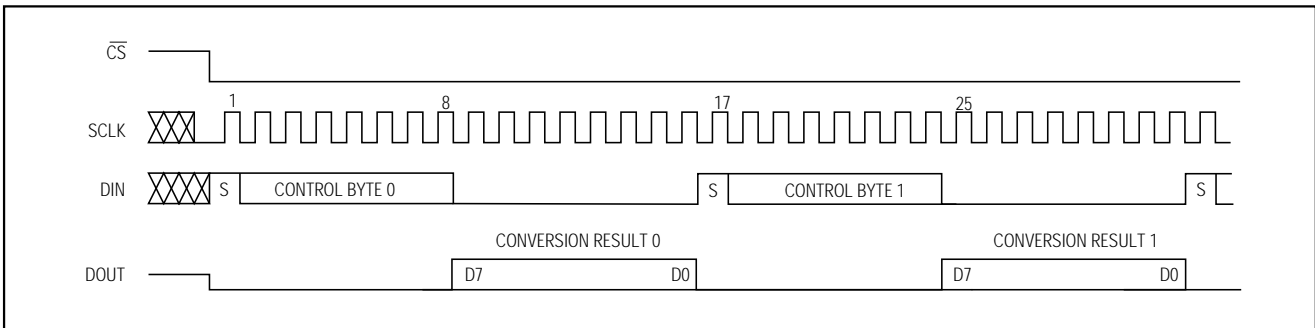 CS
1 8 17 25
SCLK
DIN S CONTROL BYTE 0 S CONTROL BYTE 1 S
CONVERSION RESULT 0 CONVERSION RESULT 1
DOUT D7 D0 D7 D0